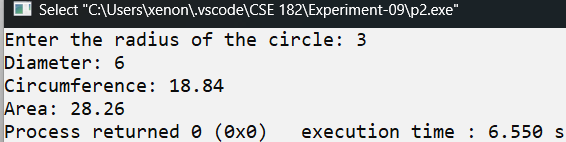 Select "C:\Users\xenon\.vscode\CSE 182\Experiment-09\p2.exe"
Enter the radius of the circle: 3
Diameter: 6
Circumference: 18.84
Area: 28.26
Process returned 0 (0x0)   execution time : 6.550 s